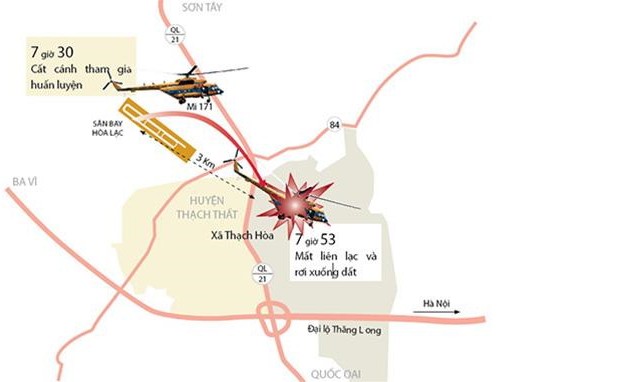 SƠN TÂY
QL
21
7 giờ 30
Cất cánh tham gia
huấn luyện
Mi 171
SÂN BAY
HÒA LẠC
84
3 Km
BA VÌ
HUYỆN
THẠCH THẤT
Xã Thạch Hòa
7 giờ 53
Mất liên lạc và
rơi xuống đất
QL
21
Hà Nội
Đại lộ Thăng Long
QUỐC OAI